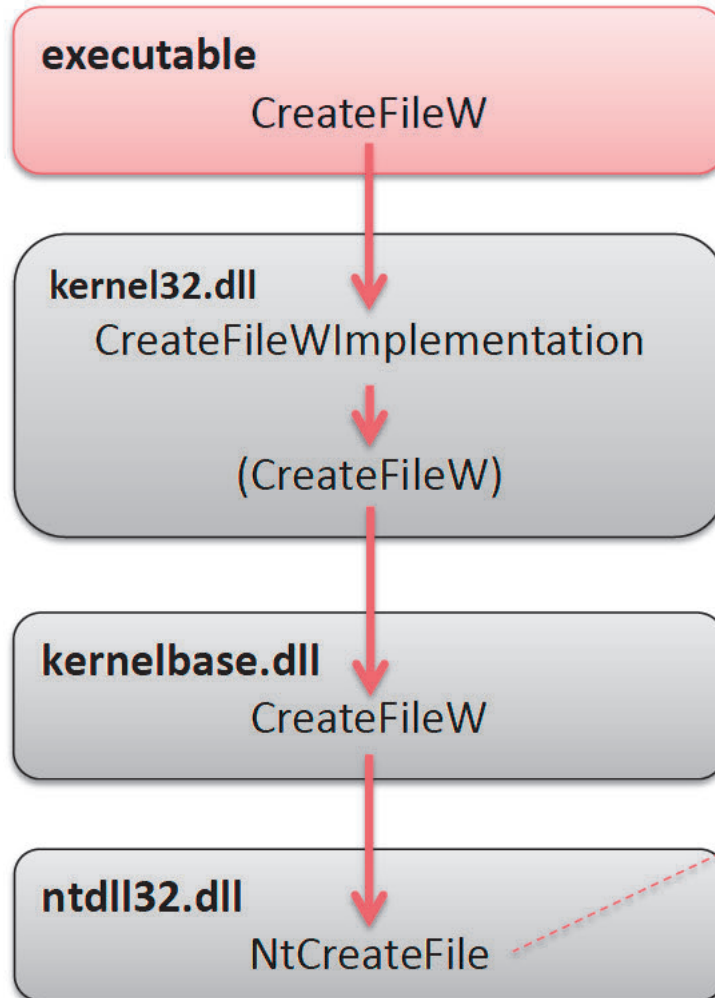 executable
CreateFileW
kernel32.dll
CreateFileWImplementation
(CreateFileW)
kernelbase.dll
CreateFileW
ntdll32.dll
NtCreateFile